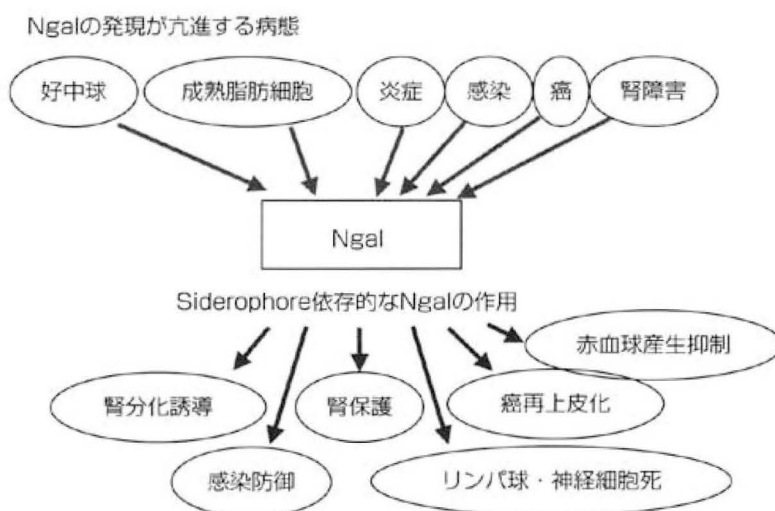 Ngalの発現が亢進する病態
好中球
成熟脂肪細胞
炎症
感染
癌
腎障害
Ngal
Siderophore依存的なNgalの作用
赤血球産生抑制
腎分化誘導
腎保護
癌再上皮化
感染防御
リンパ球・神経細胞死